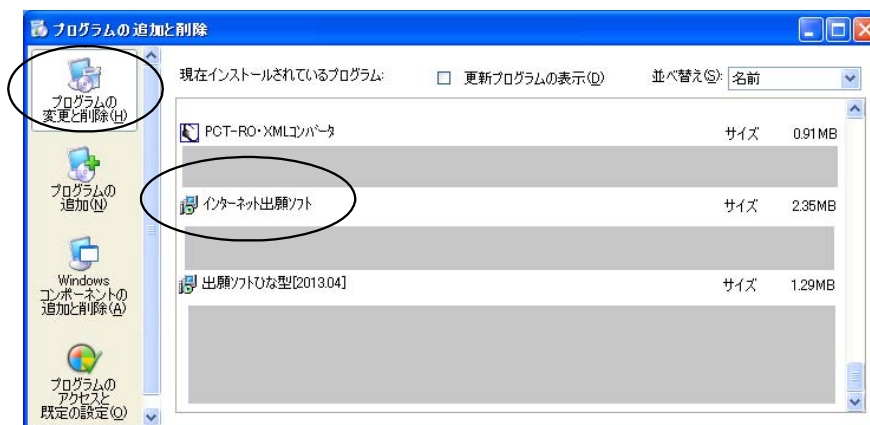 プログラムの追加と削除
プログラムの
変更と削除(H)
プログラムの
追加(N)
Windows
コンポーネントの
追加と削除(A)
プログラムの
アクセスと
既定の設定(O)
現在インストールされているプログラム:
更新プログラムの表示(D)
並べ替え(S): 名前
PCT-RO・XMLコンバータ サイズ 0.91MB
インターネット出願ソフト サイズ 2.35MB
出願ソフトひな型[2013.04] サイズ 1.29MB